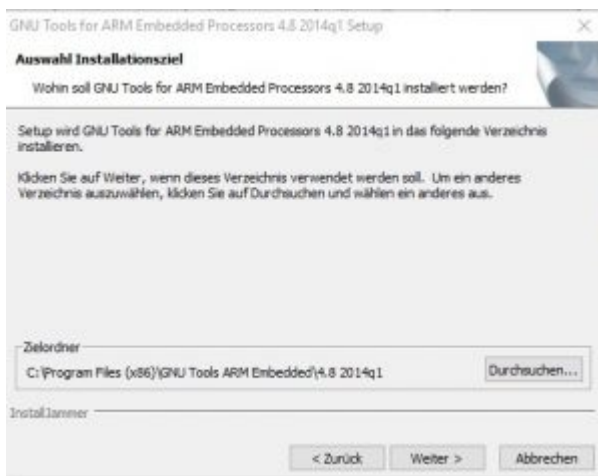 GNU Tools for ARM Embedded Processors 4.8 2014q1 Setup
Auswahl Installationsziel
Wohin soll GNU Tools for ARM Embedded Processors 4.8 2014q1 installiert werden?
Setup wird GNU Tools for ARM Embedded Processors 4.8 2014q1 in das folgende Verzeichnis
installieren.
Klicken Sie auf Weiter, wenn dieses Verzeichnis verwendet werden soll. Um ein anderes
Verzeichnis auszuwählen, klicken Sie auf Durchsuchen und wählen ein anderes aus.
Zielordner
C:\Program Files (x86)\GNU Tools ARM Embedded\4.8 2014q1
Durchsuchen...
InstallJammer
< Zurück
Weiter >
Abbrechen